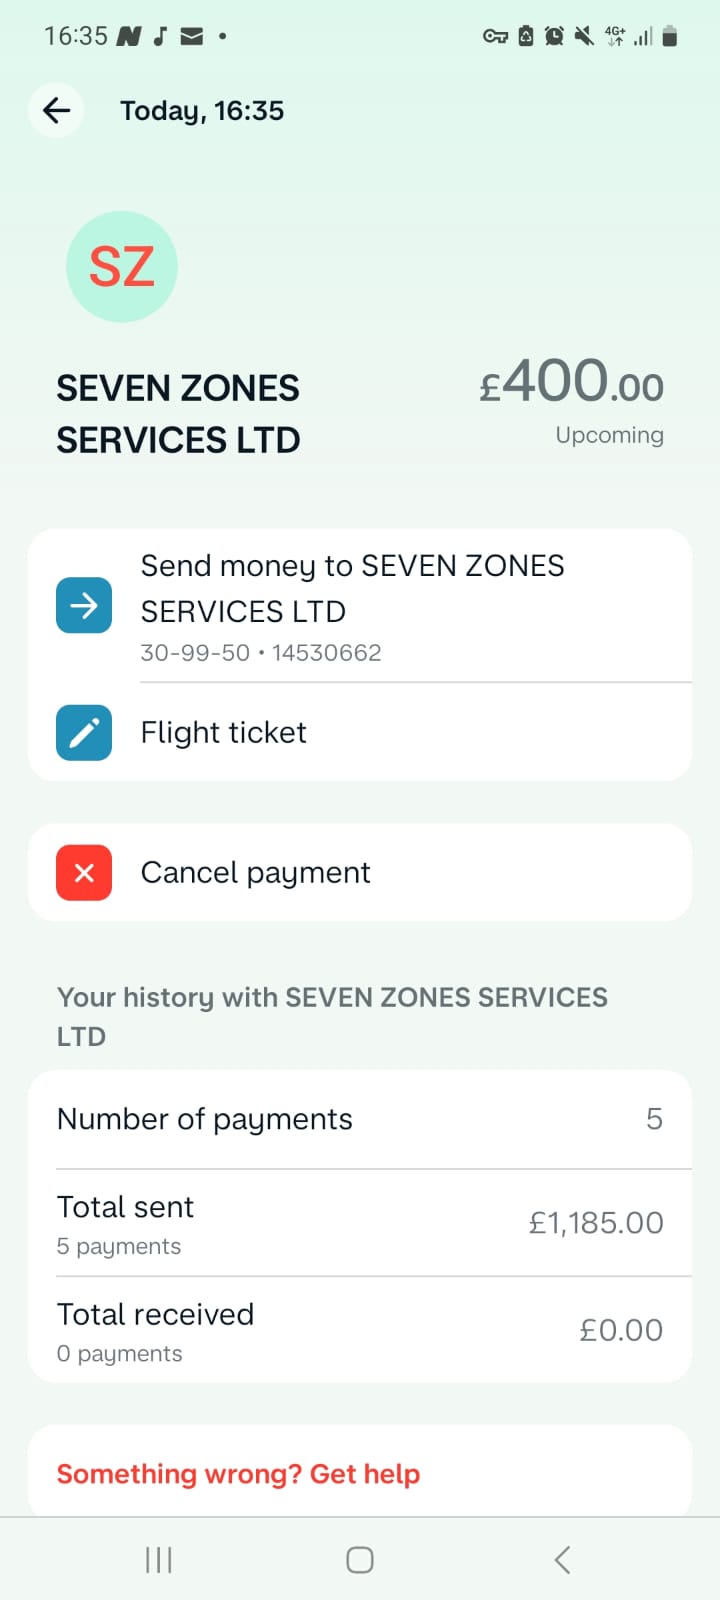 16:35
4G+
Today, 16:35
SZ
SEVEN ZONES
SERVICES LTD
£400.00
Upcoming
Send money to SEVEN ZONES
SERVICES LTD
30-99-50 • 14530662
Flight ticket
Cancel payment
Your history with SEVEN ZONES SERVICES
LTD
Number of payments 5
Total sent
5 payments
£1,185.00
Total received
0 payments
£0.00
Something wrong? Get help